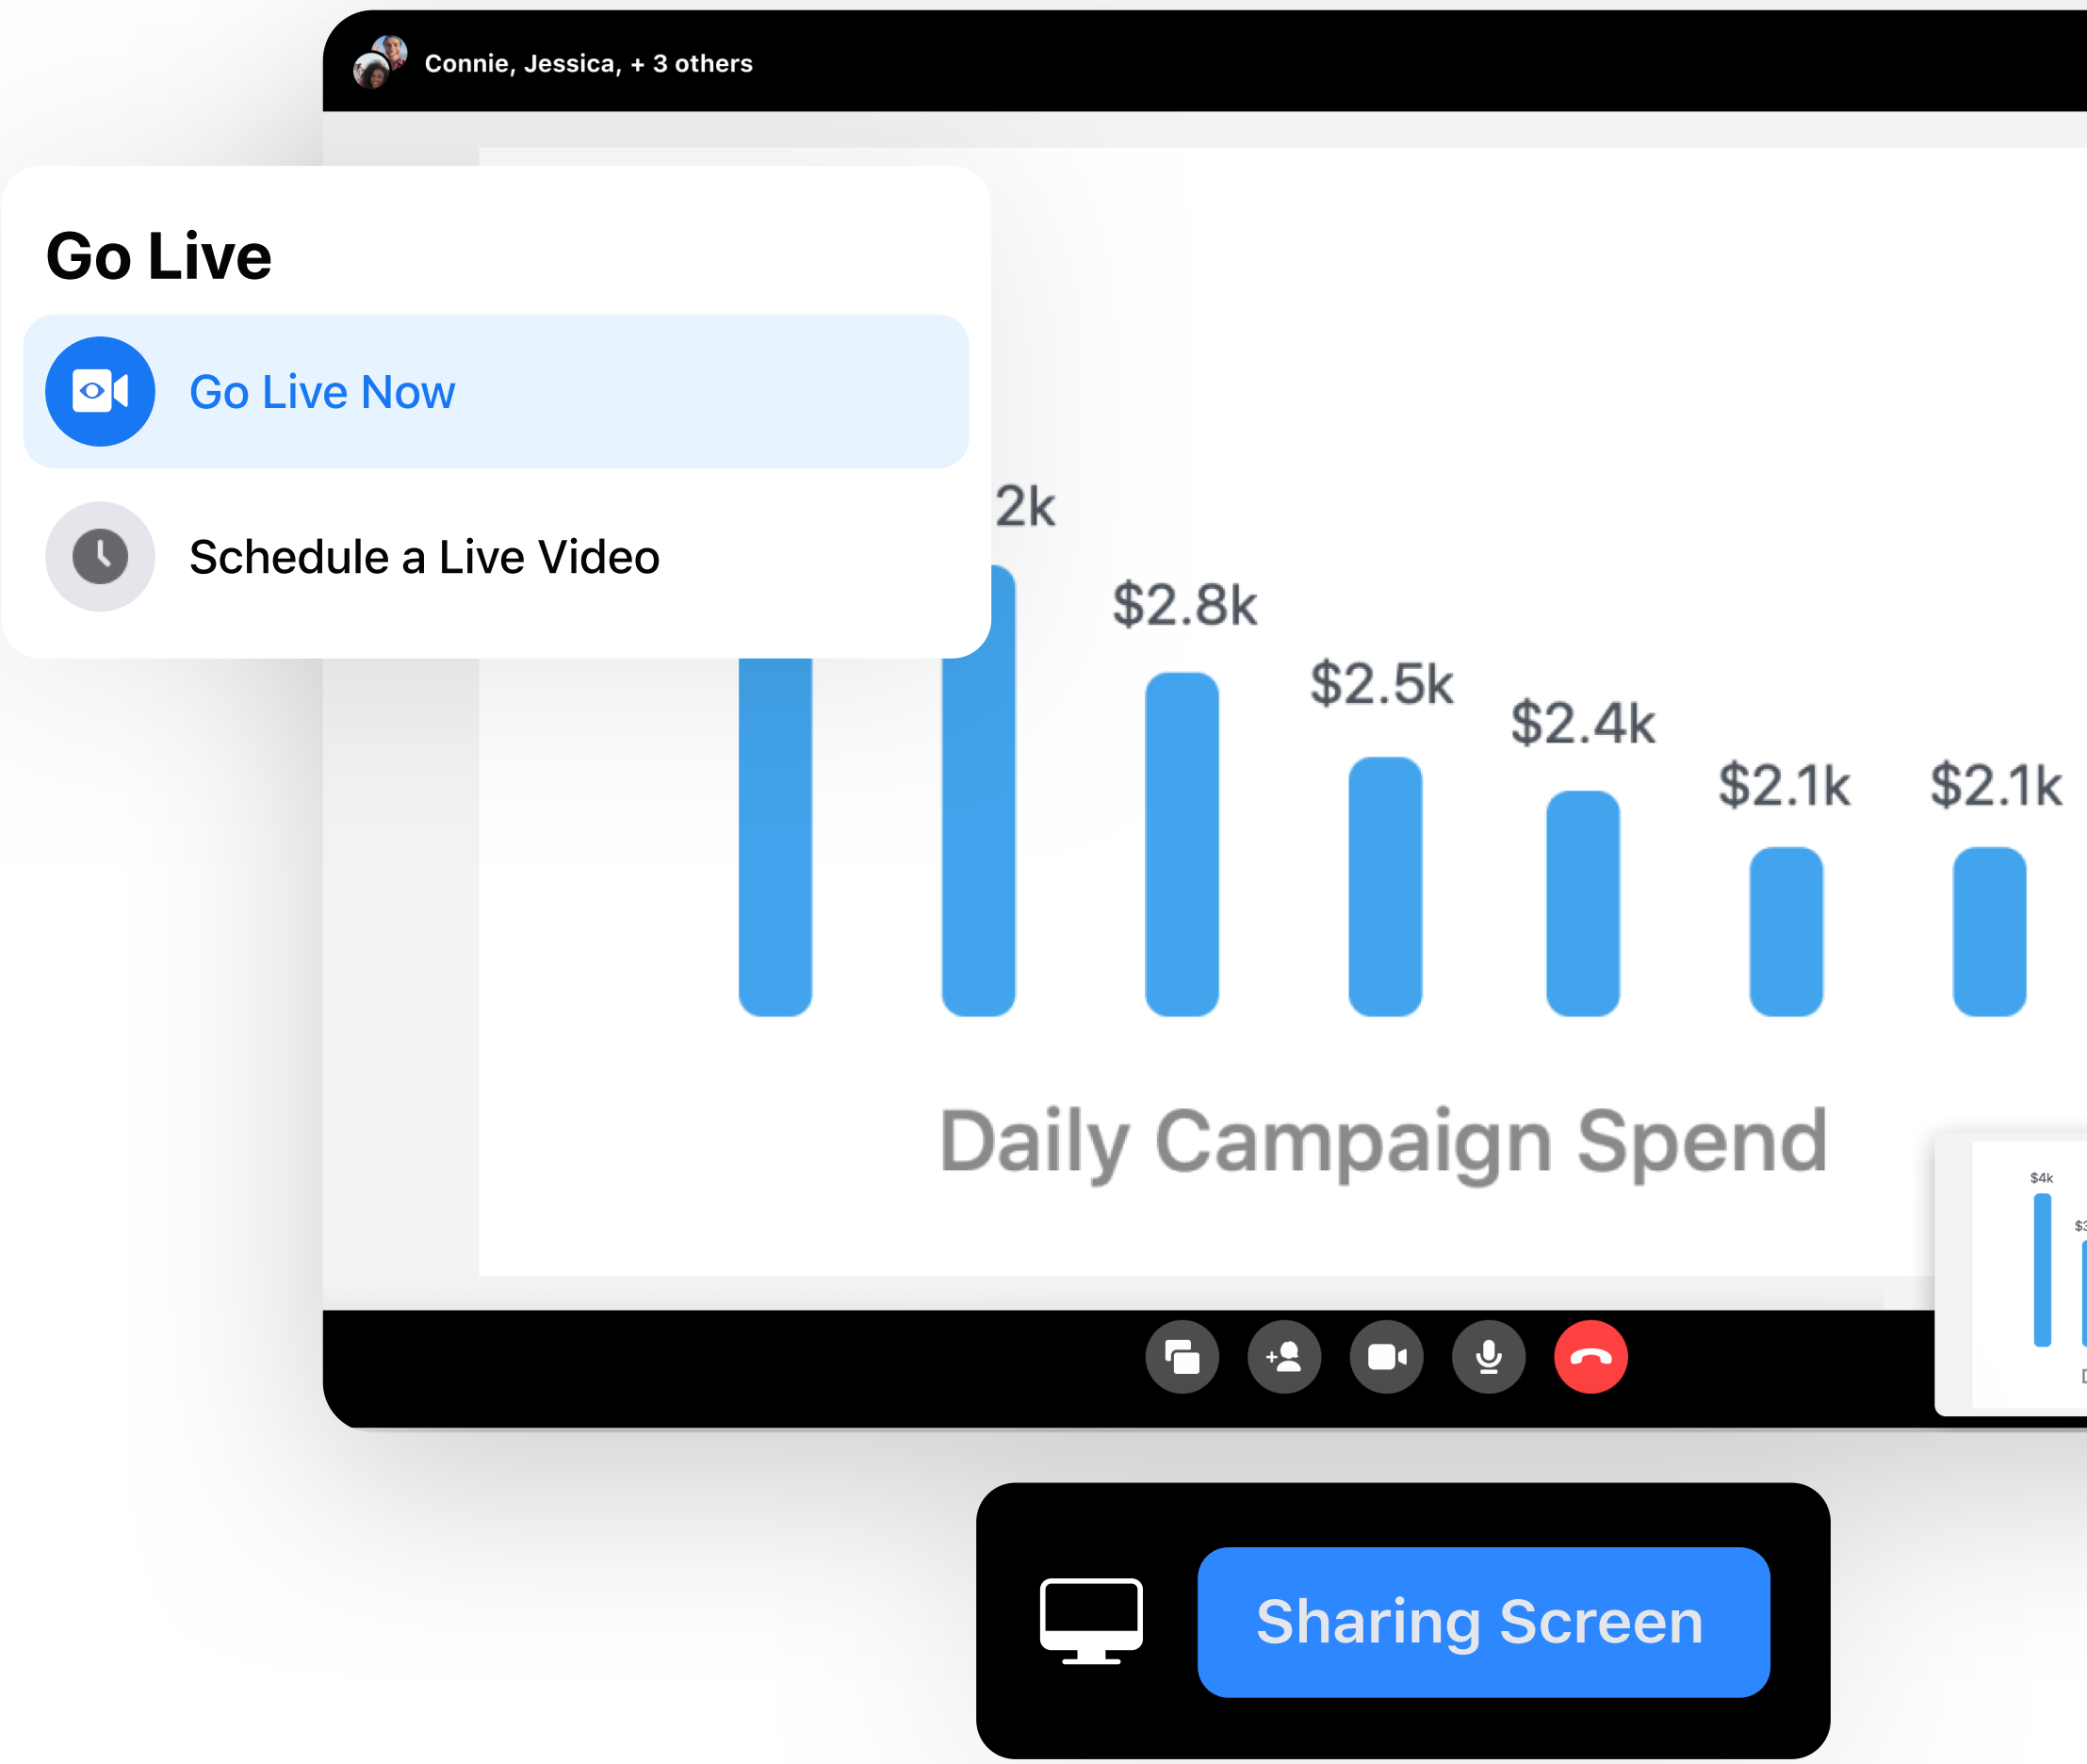 Connie, Jessica, + 3 others
Go Live
Go Live Now
Schedule a Live Video
2k
$2.8k
$2.5k
$2.4k
$2.1k
$2.1k
Daily Campaign Spend
$4k
Sharing Screen